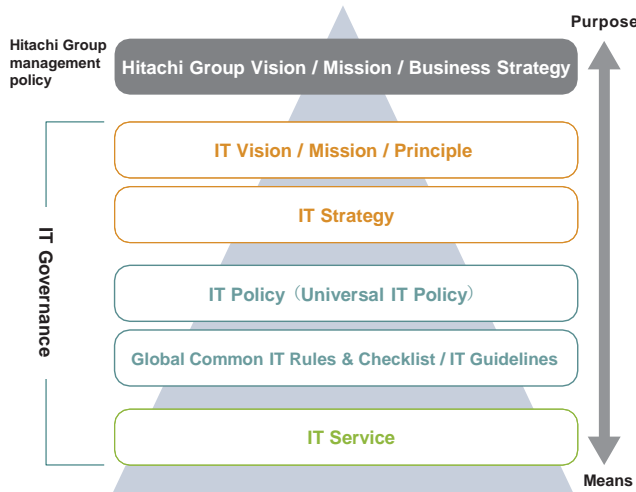 Purpose
Hitachi Group
management
policy
Hitachi Group Vision / Mission / Business Strategy
IT Vision / Mission / Principle
IT Strategy
IT Governance
IT Policy（Universal IT Policy）
Global Common IT Rules & Checklist / IT Guidelines
IT Service
Means